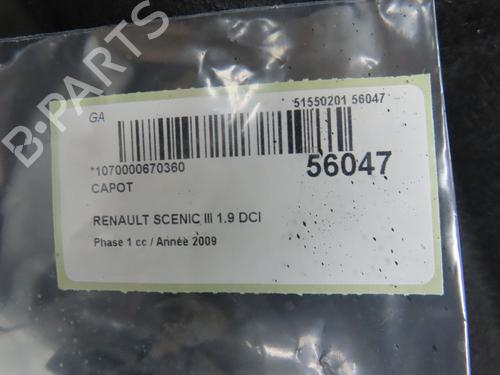 B-PARTS
GA
51550201 56047
*1070000670360
56047
CAPOT
RENAULT SCENIC III 1.9 DCI
Phase 1 cc / Année 2009